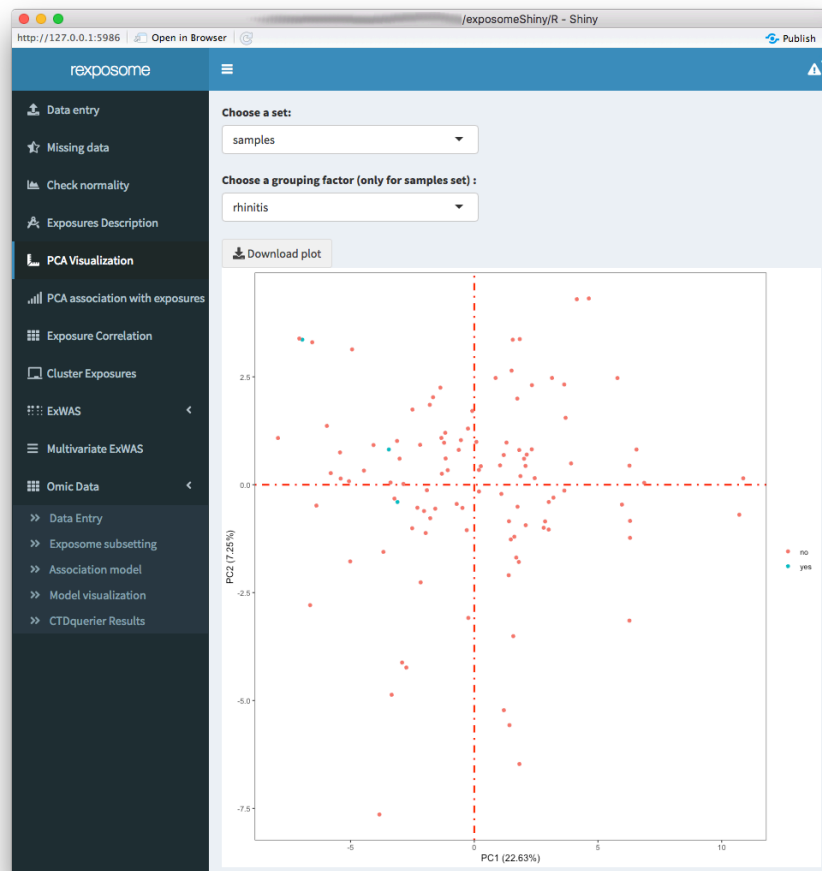 /exposomeShiny/R - Shiny
http://127.0.0.1:5986 Open in Browser Publish
rexposome
Data entry
Missing data
Check normality
Exposures Description
PCA Visualization
PCA association with exposures
Exposure Correlation
Cluster Exposures
ExWAS
Multivariate ExWAS
Omic Data
Data Entry
Exposome subsetting
Association model
Model visualization
CTDquerier Results
Choose a set:
samples
Choose a grouping factor (only for samples set) :
rhinitis
Download plot
2.5
0.0
-2.5
-5.0
-7.5
PC2 (7.25%)
-5 0 5 10
PC1 (22.63%)
no
yes